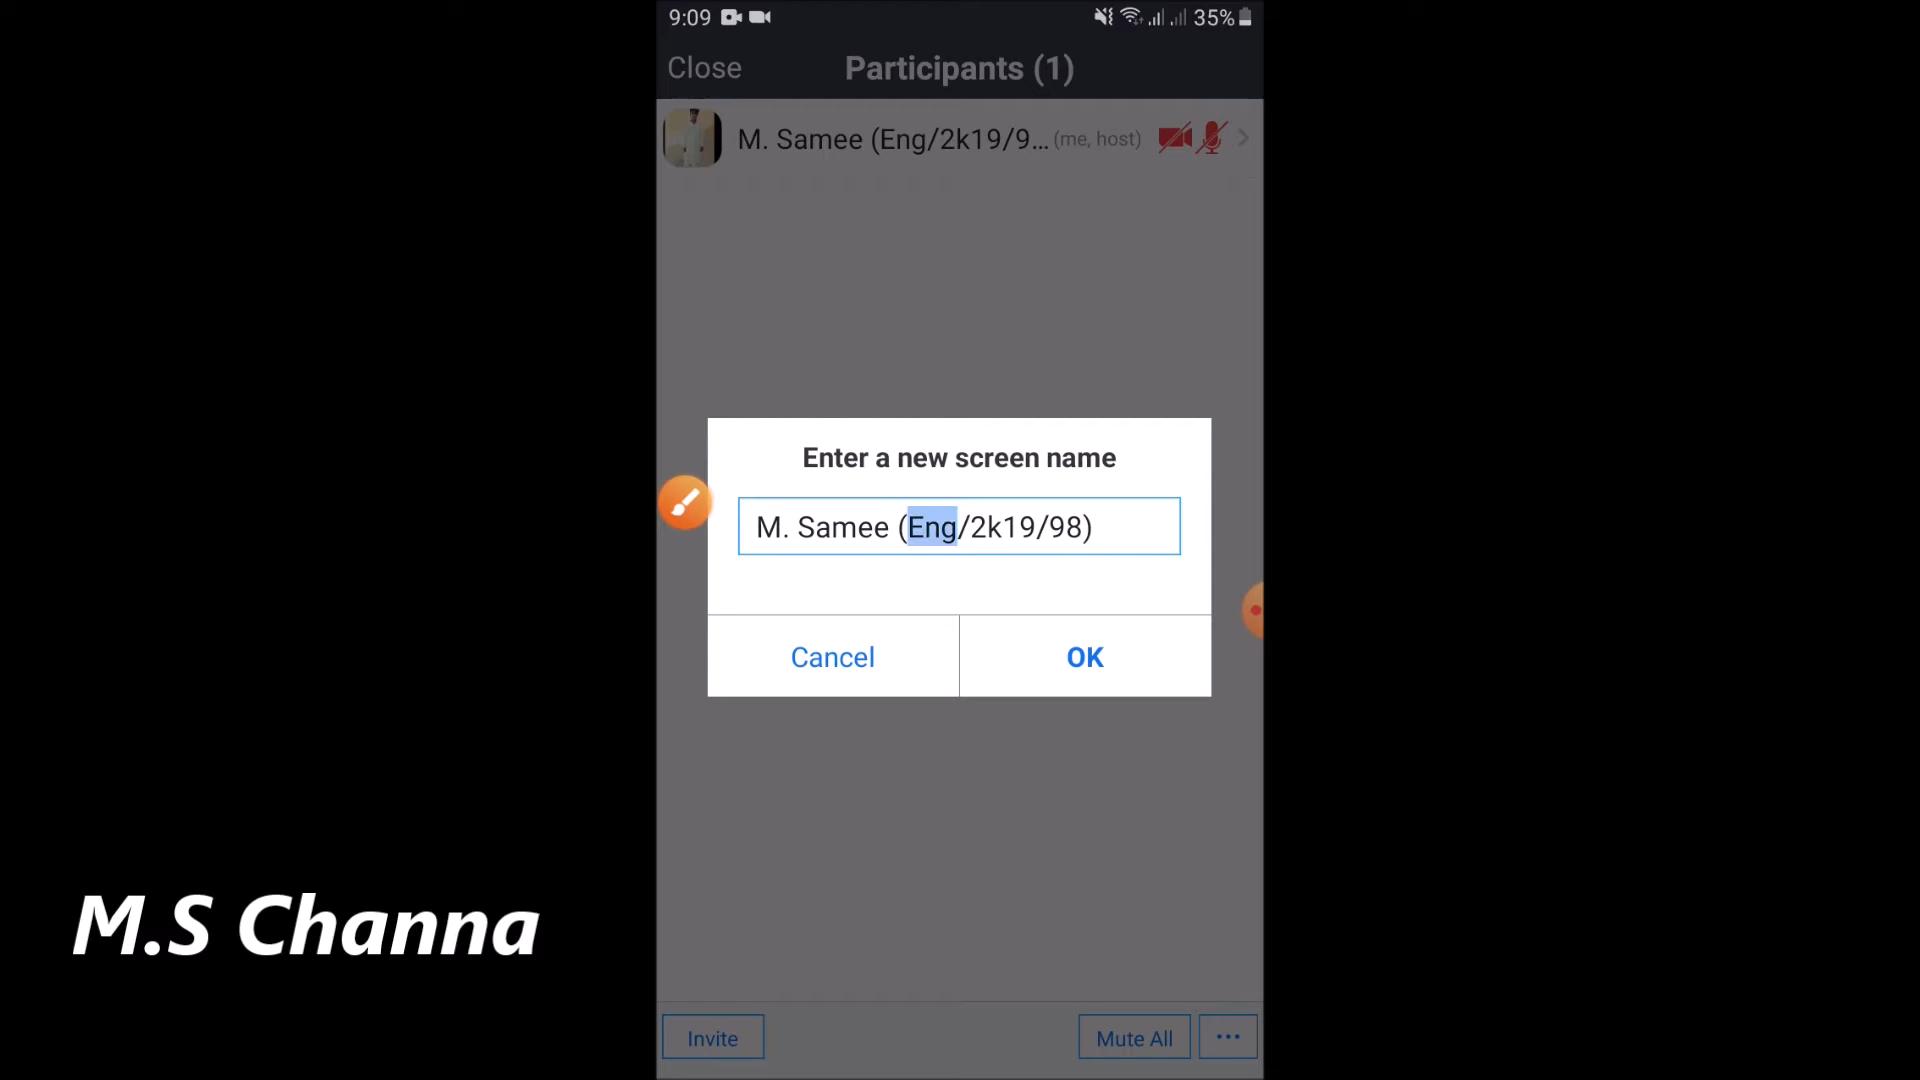 9:09
35%
Close
Participants (1)
M. Samee (Eng/2k19/9... (me, host)
Enter a new screen name
M. Samee (Eng/2k19/98)
Cancel
OK
M.S Channa
Invite
Mute All
...